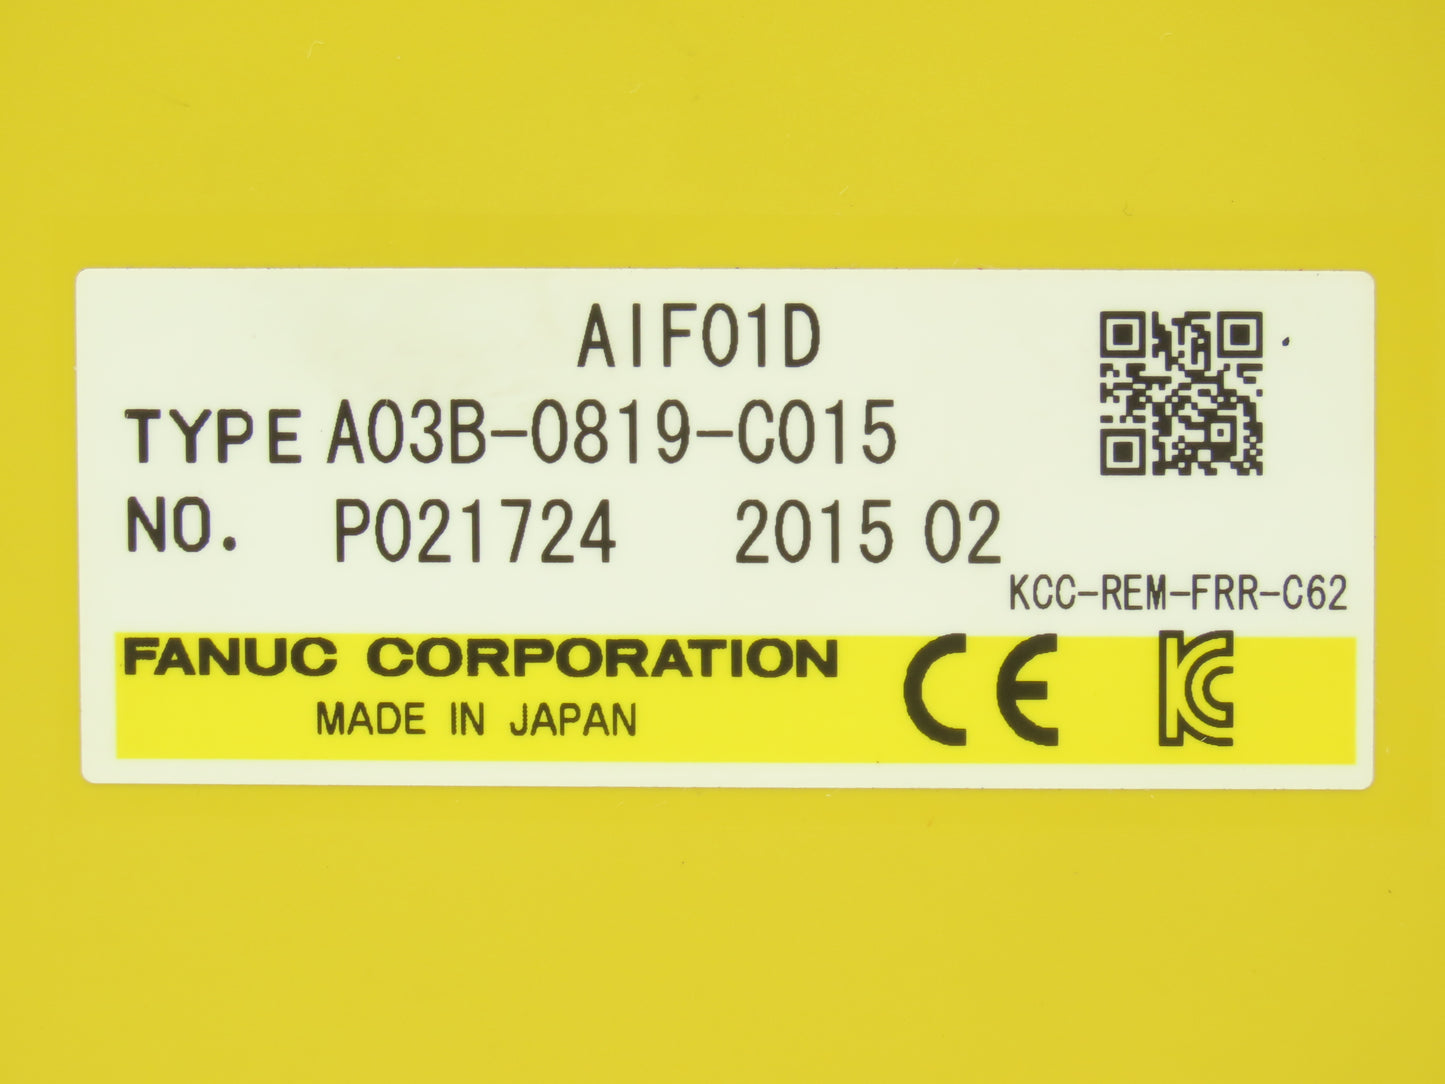 AIF01D
TYPE A03B-0819-C015
NO. P021724 2015 02
KCC-REM-FRR-C62
FANUC CORPORATION CE KC
MADE IN JAPAN